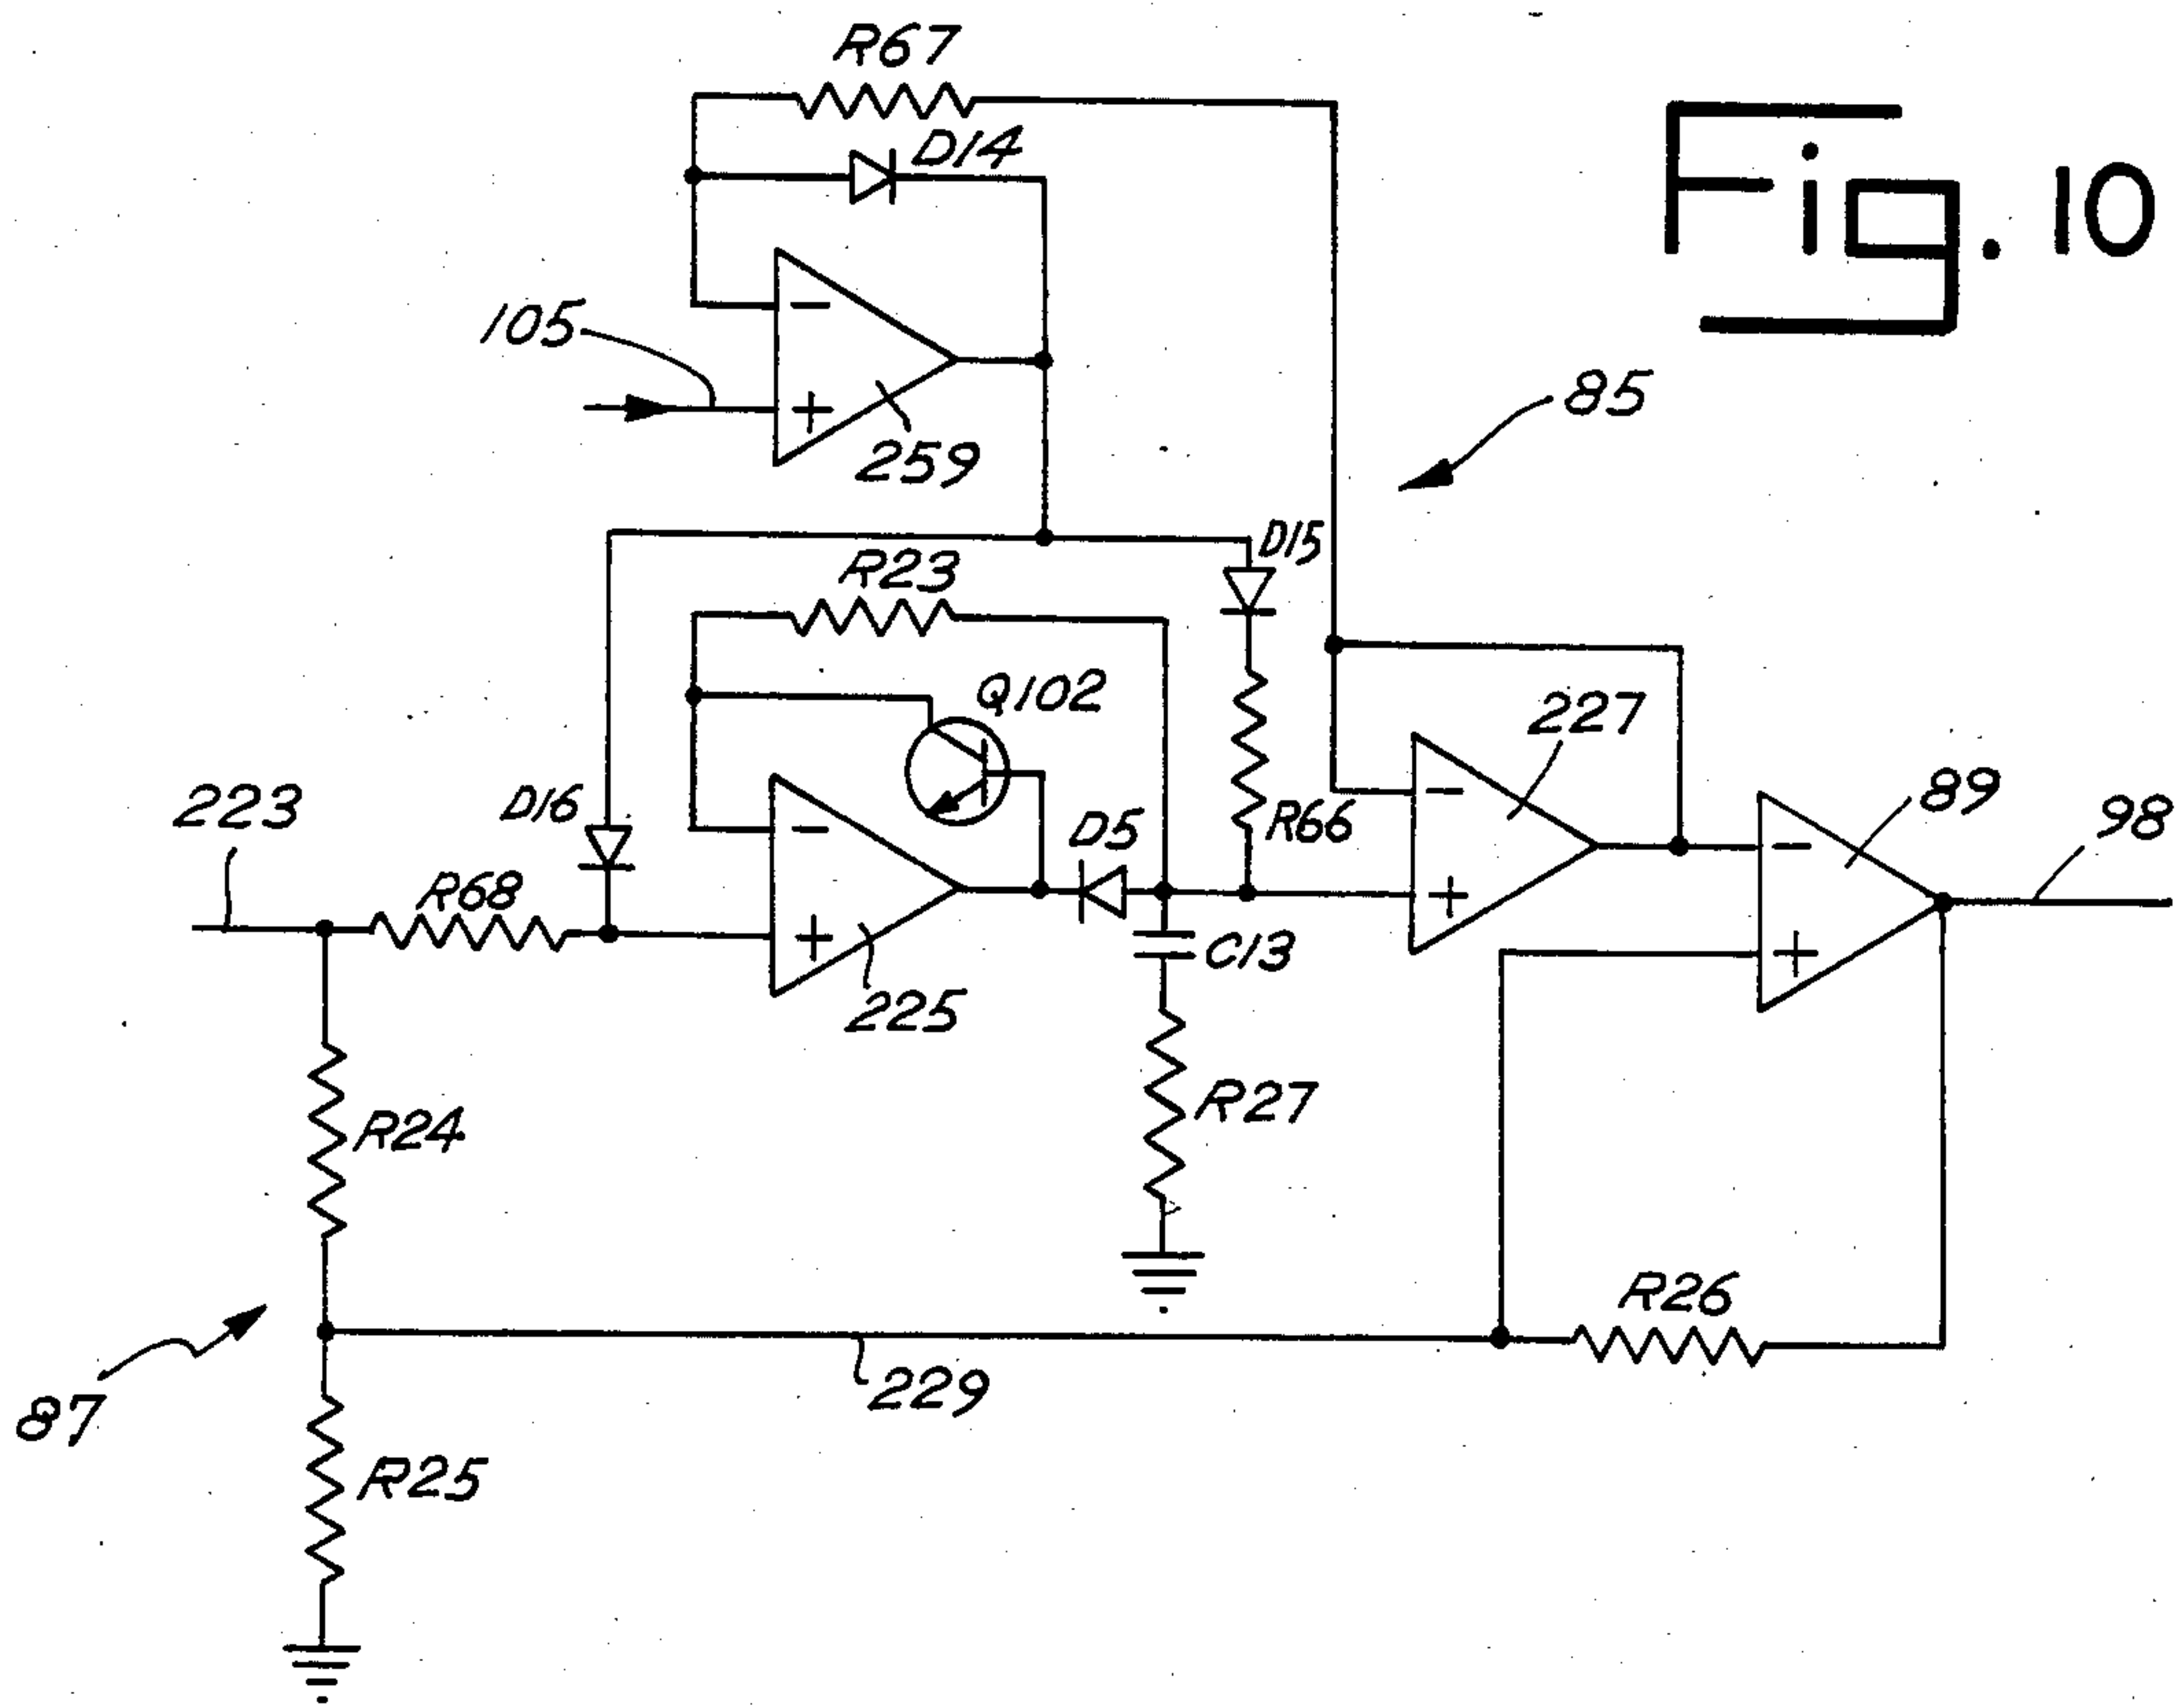 R67
D14
Fig. 10
105
−
+
259
85
D15
R23
Q102
227
223
D16
−
D5
R66
−
89
98
R68
+
+
−
225
C13
+
R24
R27
87
229
R26
R25